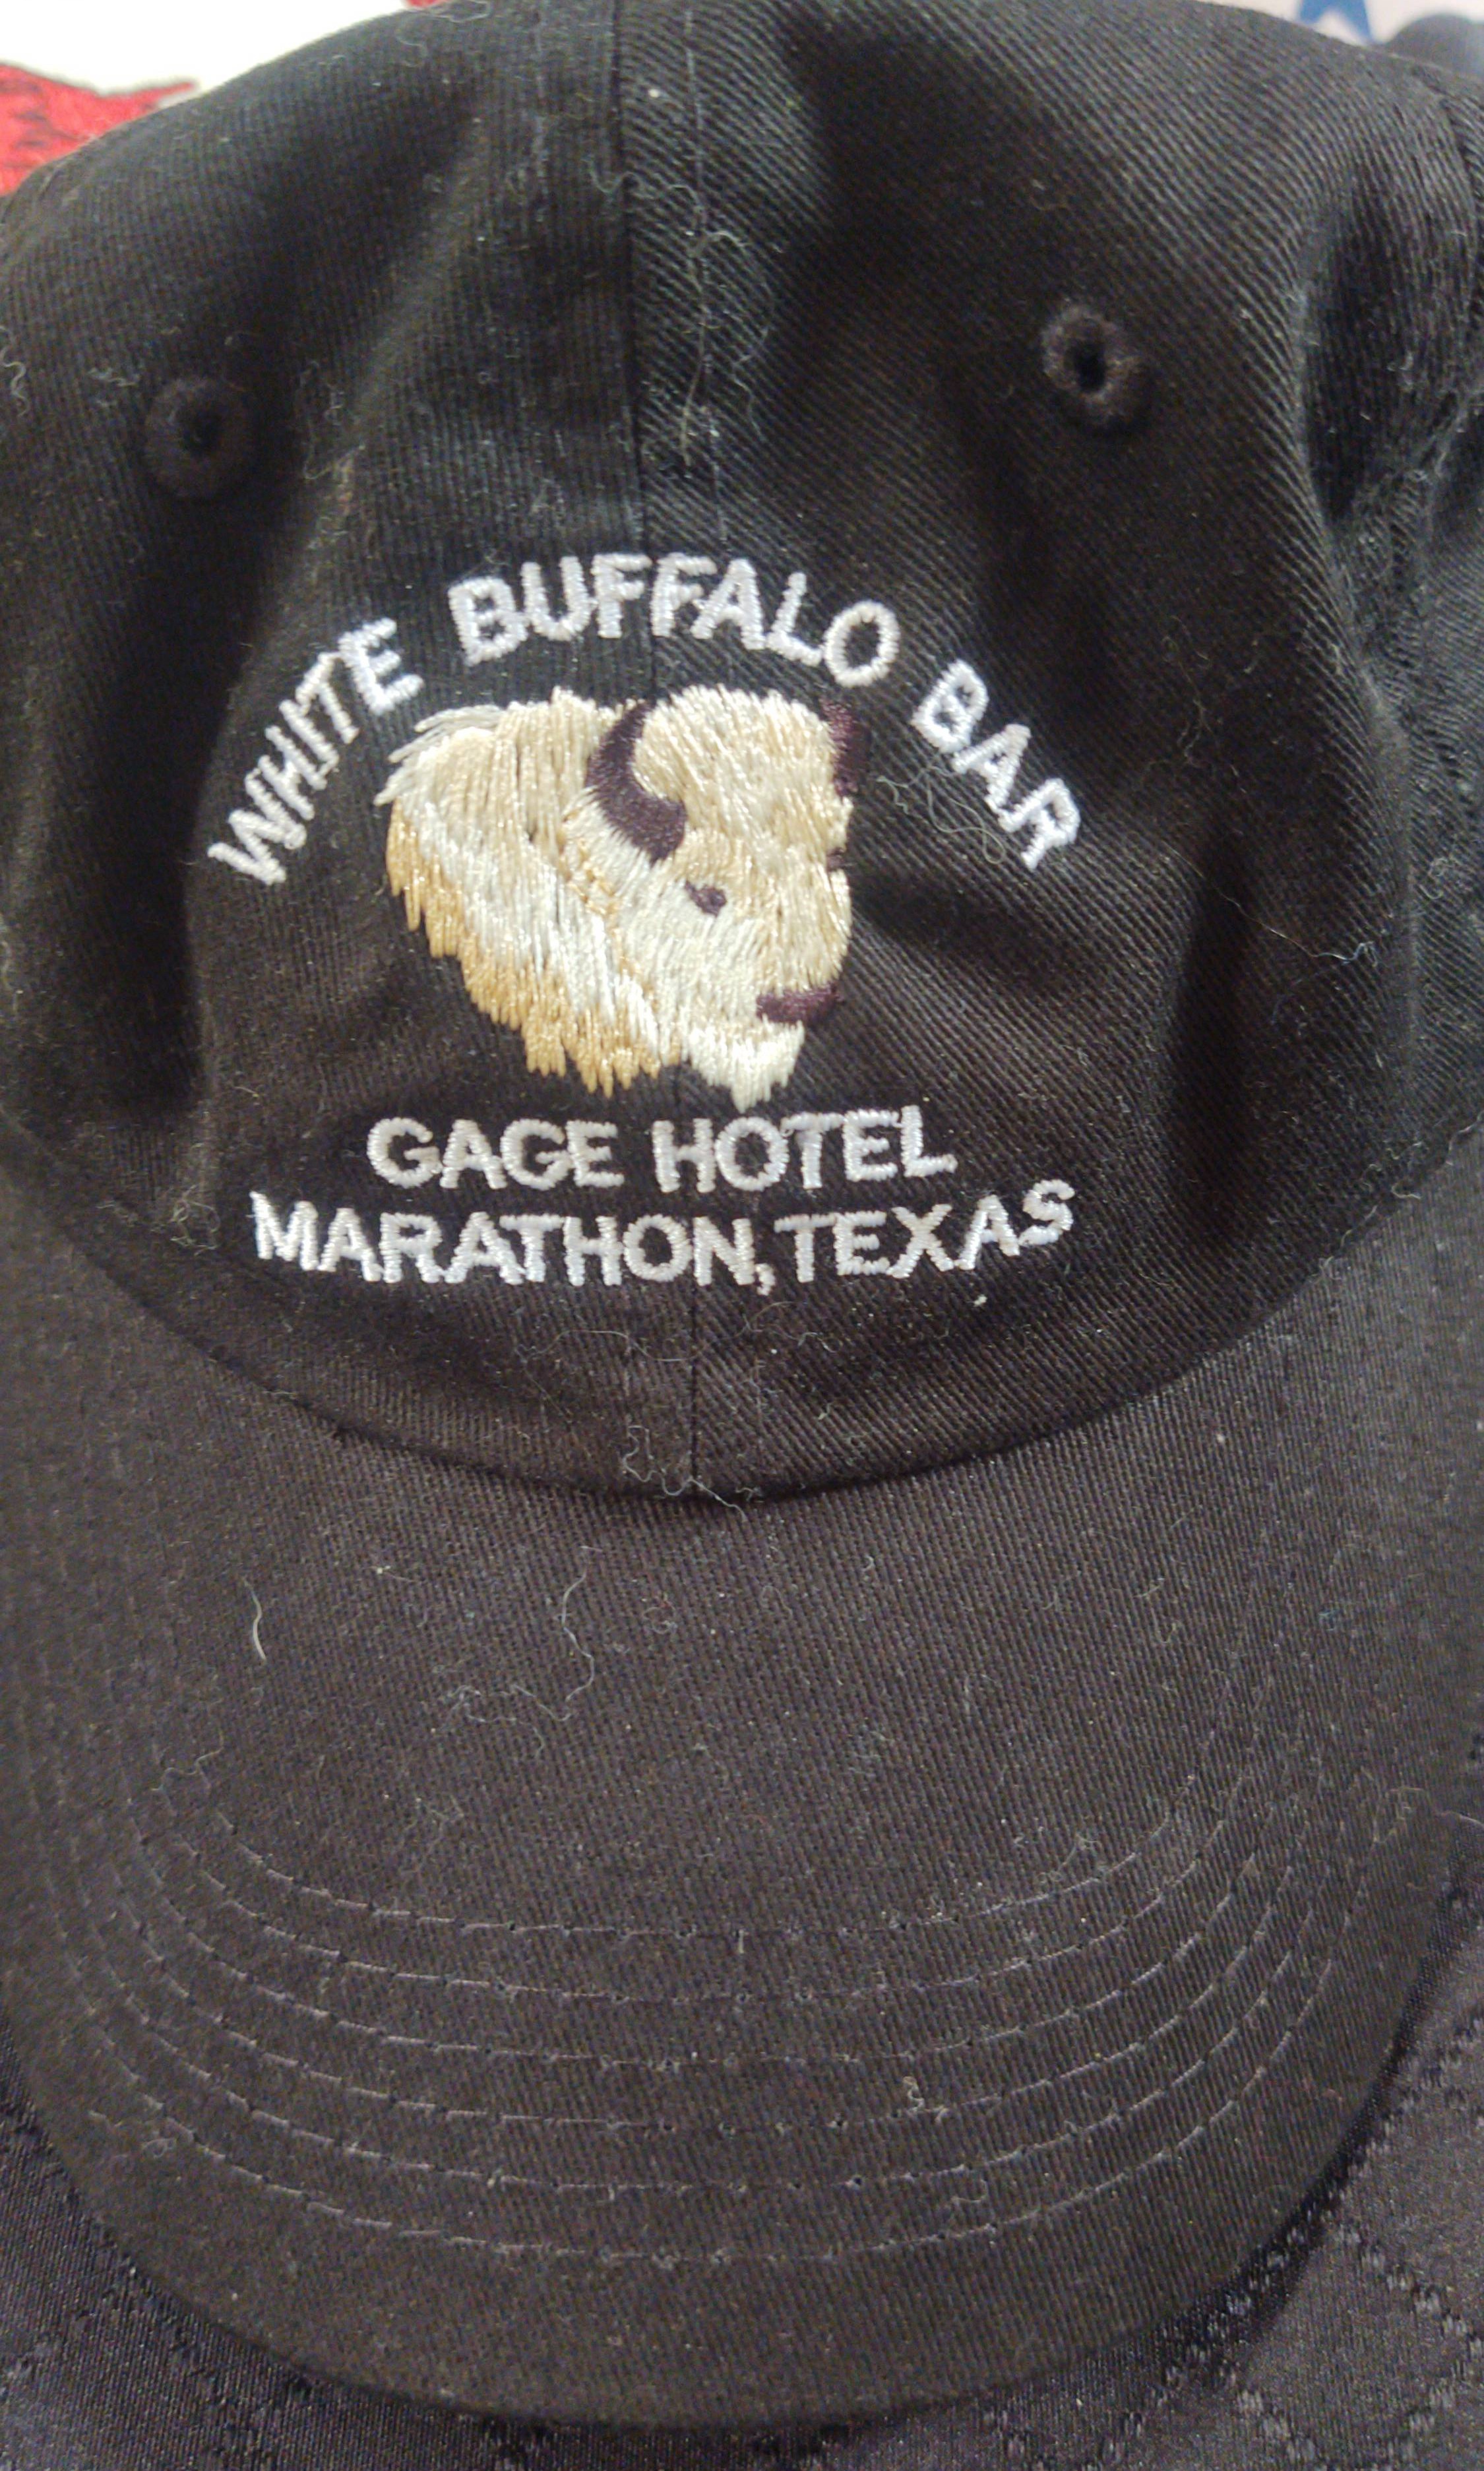 WHITE BUFFALO BAR
GAGE HOTEL
MARATHON, TEXAS